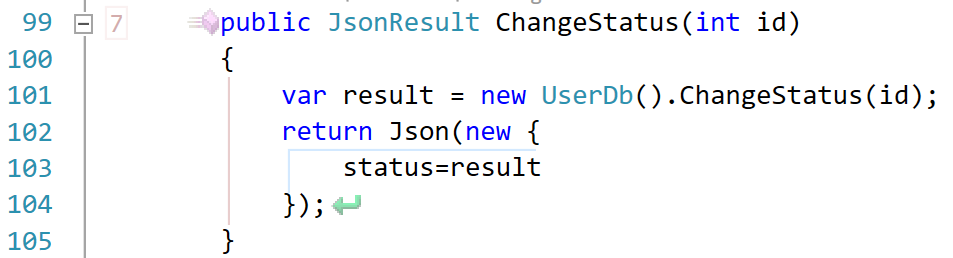 99 7 public JsonResult ChangeStatus(int id)
100 {
101 var result = new UserDb().ChangeStatus(id);
102 return Json(new {
103 status=result
104 });
105 }